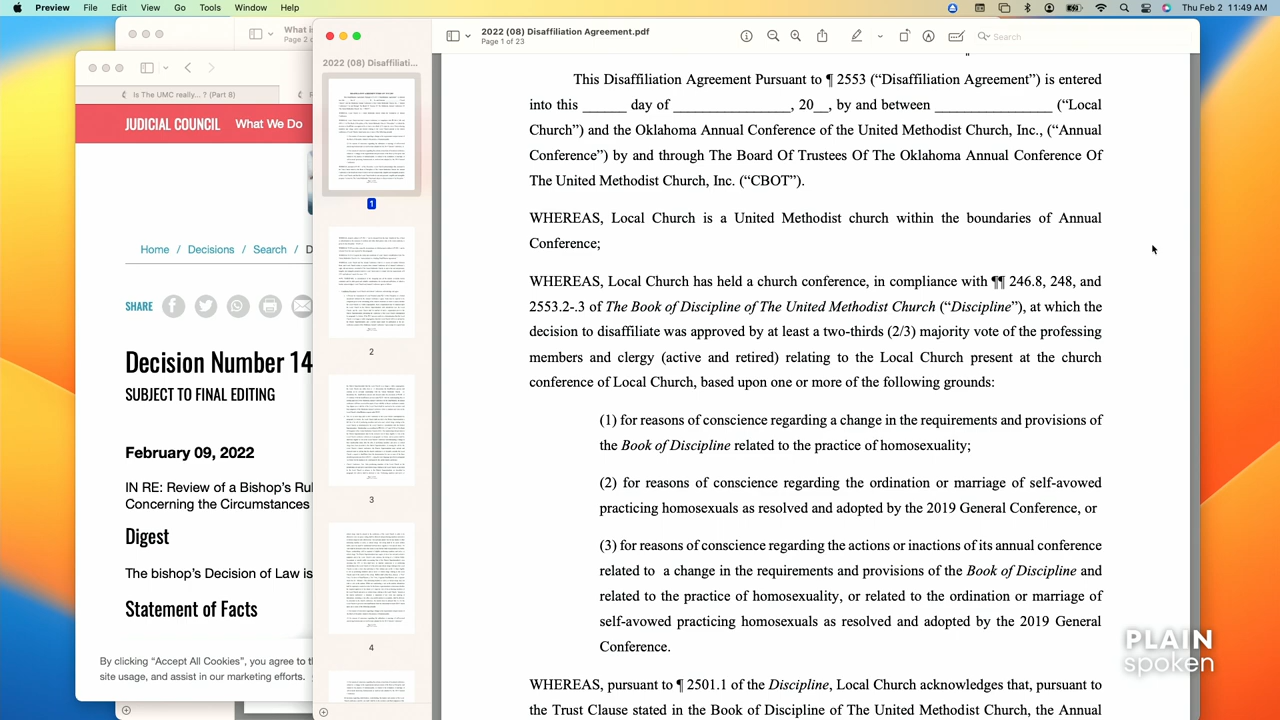 Preview File Edit View Go Tools Window Help
Thu Feb 2 11:49 AM
What is
Page 2 o
is The UMC really... ? (Part 8)
JUDICIAL COUNCIL What We Do
Home / Decisions / Search / D
SHARE
Decision Number 14
SUBJECT TO FINAL EDITING
February 09, 2022
IN RE: Review of a Bishop's Rul
Concerning the Circumstances
Digest
The bishop's Decision of Law is
Statement of Facts
By clicking “Accept All Cookies”, you agree to th
site usage, and assist in our marketing efforts.
2022 (08) Disaffiliati...
1
2
3
4
2022 (08) Disaffiliation Agreement.pdf
Page 1 of 23
Search
This Disaffiliation Agreement Pursuant to ¶ 2553 (“Disaffiliation Agreement”) is entered
into this ______ day of ____________ 20__, by and between ____________ (“Local
Church”) and Oklahoma Annual Conference of The United Methodist Church, Inc., (“Annual
Conference”) by and through its Board Of Trustees Of The Oklahoma Annual Conference Of
The United Methodist Church, Inc. (“CBOT”).
WHEREAS, Local Church is a United Methodist church within the boundaries of Annual
Conference;
WHEREAS, Local Church has held a church conference, in compliance with ¶¶ 246.8, 248, and
2553 of The Book of Discipline of The United Methodist Church (“Discipline”), at which a
motion to disaffiliate was approved by at least a two-thirds (2/3) majority vote of the professing
members and clergy (active and retired) appointed to the Local Church present at the church
conference of Local Church, based upon one or more of the following grounds:
(1) for reasons of conscience regarding a change in the requirements and provisions of
the Book of Discipline related to the practice of homosexuality;
(2) for reasons of conscience regarding the ordination or marriage of self-avowed
practicing homosexuals as resolved and adopted by the 2019 General Conference, or
(3) for reasons of conscience regarding the actions or inactions of its annual conference
related to changes in the requirements and provisions of the Book of Discipline
related to the practice of homosexuality, or related to the ordination or marriage of
self-avowed practicing homosexuals as resolved and adopted by the 2019 General
Conference.
WHEREAS, Pursuant to ¶ 2501.1, Local Church acknowledges that, pursuant to the
Trust Clause stated in the Book of Discipline of The United Methodist Church, the Annual
PLAIN
spoken